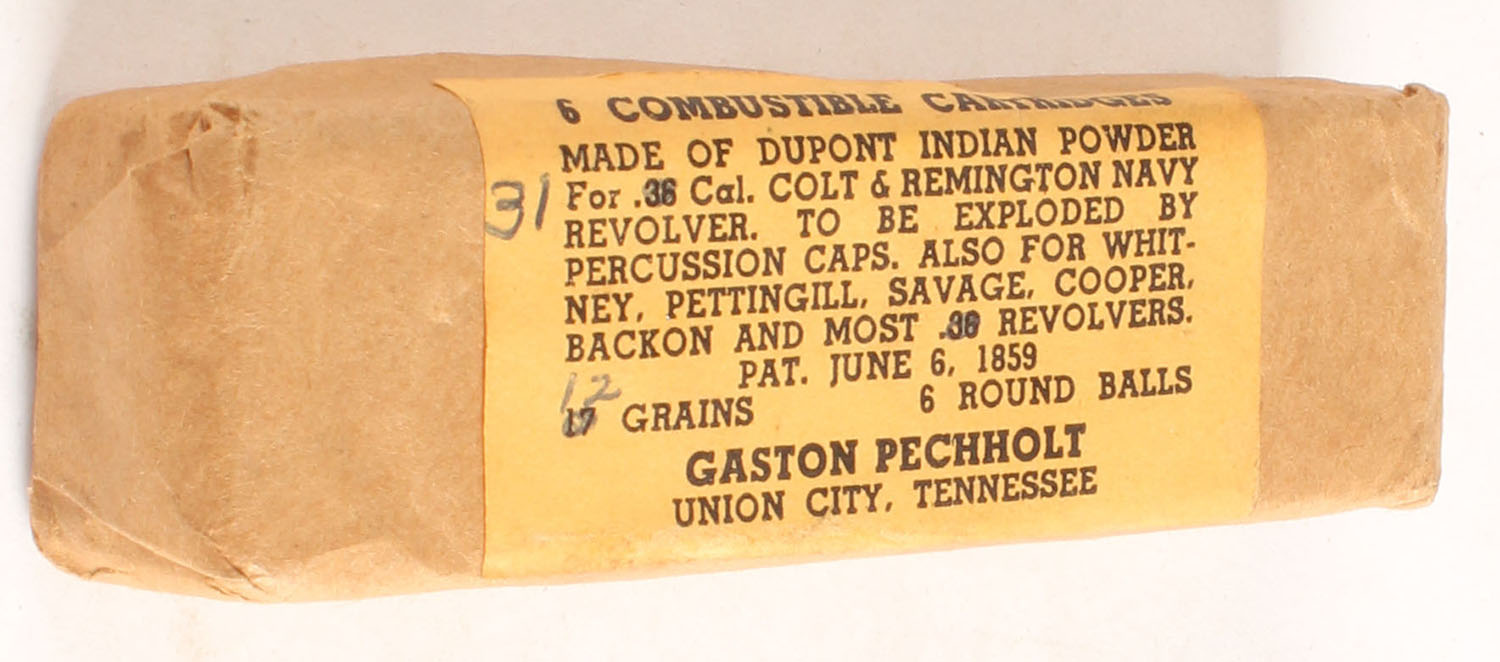 6 COMBUSTIBLE CARTRIDGES
MADE OF DUPONT INDIAN POWDER
31 For .36 Cal. COLT & REMINGTON NAVY
REVOLVER. TO BE EXPLODED BY
PERCUSSION CAPS. ALSO FOR WHIT-
NEY, PETTINGILL, SAVAGE, COOPER,
BACKON AND MOST .36 REVOLVERS.
PAT. JUNE 6, 1859
12
17 GRAINS 6 ROUND BALLS
GASTON PECHHOLT
UNION CITY, TENNESSEE